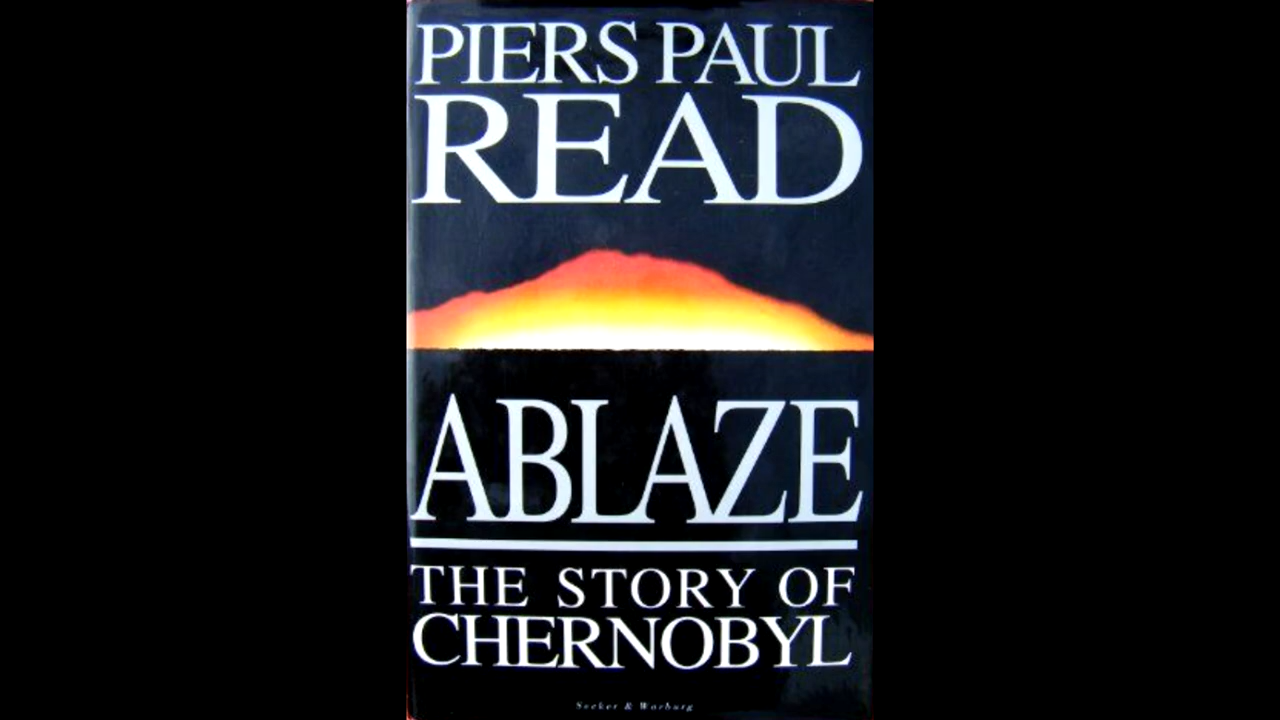 PIERS PAUL
READ
ABLAZE
THE STORY OF
CHERNOBYL
Secker & Warburg